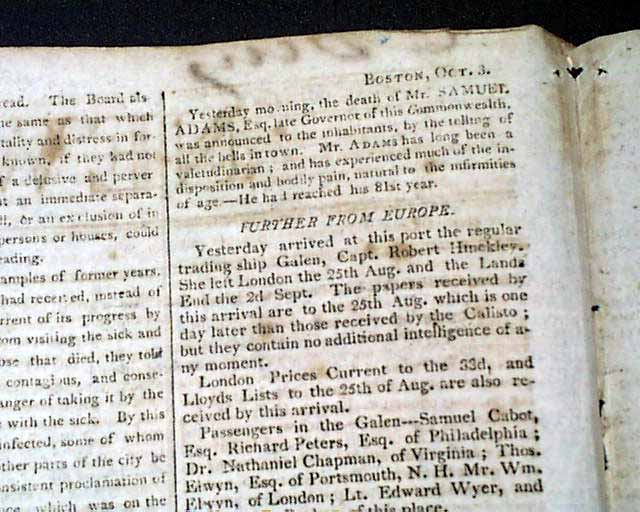 ead. The Board als-
he same as that which
tality and distress in for-
known, if they had not
f a delusive and perver
at an immediate separa-
ll, or an exclusion of in
persons or houses, could
eading.
amples of former years,
had received, instead of
rrent of its progress by
rom visiting the sick and
ose that died, they told
contagious, and conse-
anger of taking it by the
e with the sick. By this
infected, some of whom
ther parts of the city be
nsistent proclamation of
nce, which was on the
BOSTON, OCT. 3.
Yesterday morning, the death of Mr. SAMUEL
ADAMS, Esq. late Governor of this Commonwealth,
was announced to the inhabitants, by the telling of
all the bells in town. Mr. ADAMS has long been a
valetudinarian; and has experienced much of the in-
disposition and bodily pain, natural to the infirmities
of age.—He had reached his 81st year.
FURTHER FROM EUROPE.
Yesterday arrived at this port the regular
trading ship Galen, Capt. Robert Hinckley.
She left London the 25th Aug. and the Lands
End the 2d Sept. The papers received by
this arrival are to the 25th Aug. which is one
day later than those received by the Calisto;
but they contain no additional intelligence of a-
ny moment.
London Prices Current to the 33d, and
Lloyds Lists to the 25th of Aug. are also re-
ceived by this arrival.
Passengers in the Galen---Samuel Cabot,
Esq. Richard Peters, Esq. of Philadelphia;
Dr. Nathaniel Chapman, of Virginia; Thos.
Elwyn, Esq. of Portsmouth, N. H. Mr. Wm.
Elwyn, of London; Lt. Edward Wyer, and
of this place.